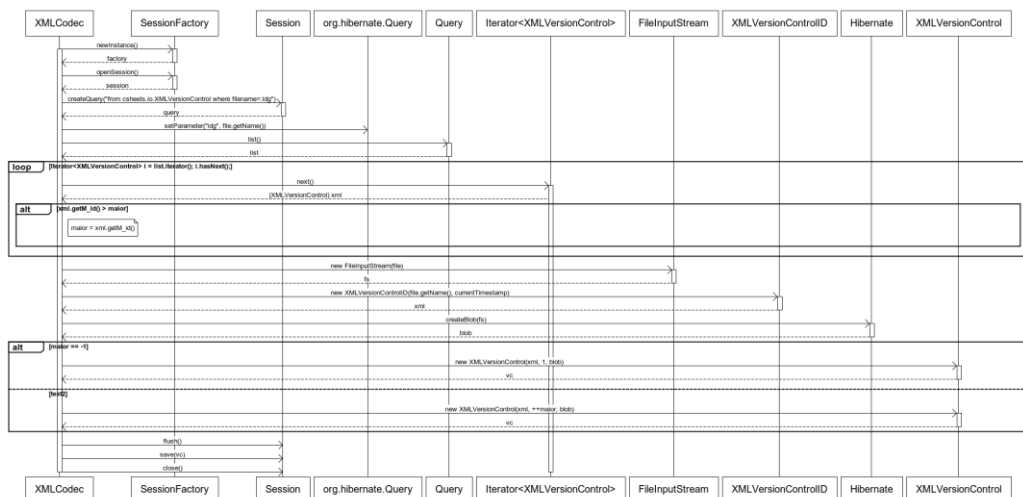 XMLCodec SessionFactory Session org.hibernate.Query Query Iterator<XMLVersionControl> FileInputStream XMLVersionControlID Hibernate XMLVersionControl
newInstance()
factory
openSession()
session
createQuery("from csheets.io.XMLVersionControl where filename=:idg")
query
setParameter("idg", file.getName())
list()
list
loop [Iterator<XMLVersionControl> i = list.iterator(); i.hasNext();]
next()
(XMLVersionControl) xml
alt [xml.getM_id() > maior]
maior = xml.getM_id()
new FileInputStream(file)
fs
new XMLVersionControlID(file.getName(), currentTimestamp)
xml
createBlob(fs)
blob
alt [maior == -1]
new XMLVersionControl(xml, 1, blob)
vc
[text2]
new XMLVersionControl(xml, ++maior, blob)
vc
flush()
save(vc)
close()
XMLCodec SessionFactory Session org.hibernate.Query Query Iterator<XMLVersionControl> FileInputStream XMLVersionControlID Hibernate XMLVersionControl